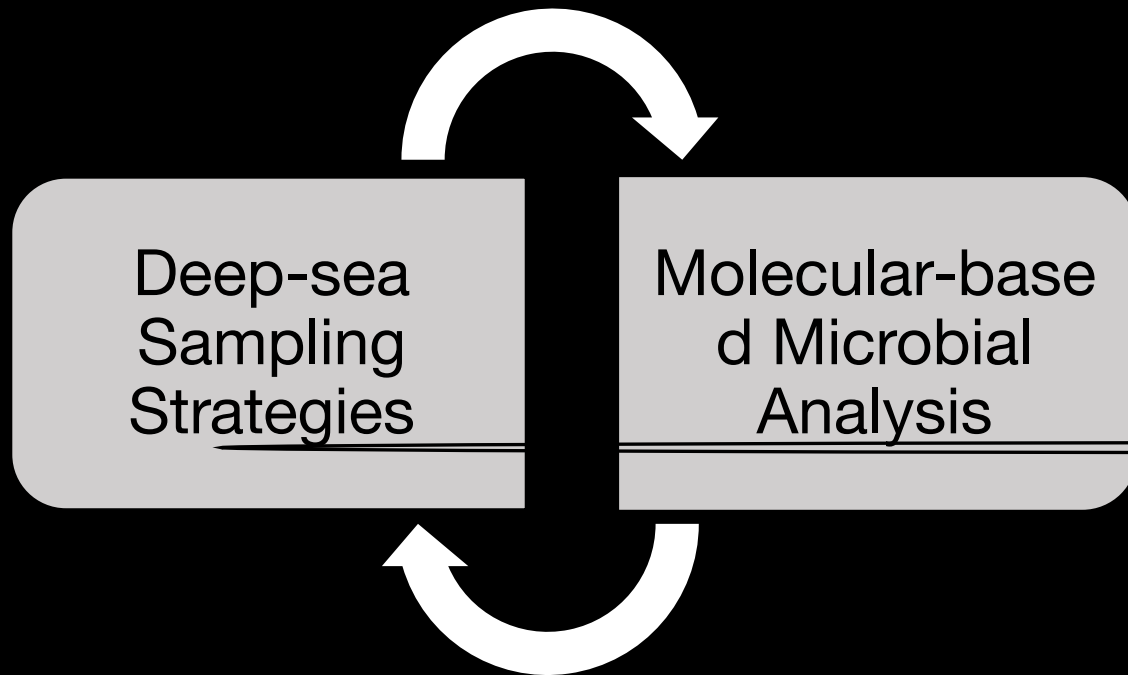 Deep-sea
Sampling
Strategies
Molecular-base
d Microbial
Analysis